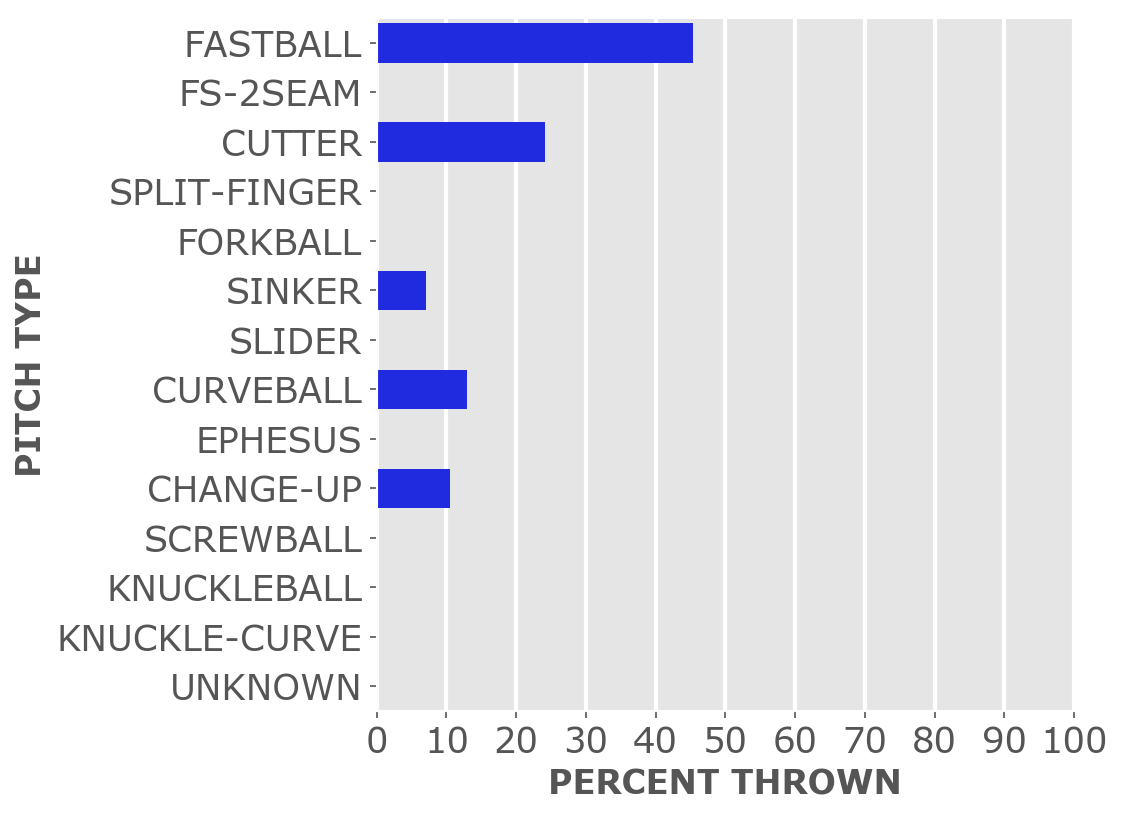 FASTBALL
FS-2SEAM
CUTTER
SPLIT-FINGER
FORKBALL
SINKER
SLIDER
CURVEBALL
EPHESUS
CHANGE-UP
SCREWBALL
KNUCKLEBALL
KNUCKLE-CURVE
UNKNOWN
PITCH TYPE
0 10 20 30 40 50 60 70 80 90 100
PERCENT THROWN